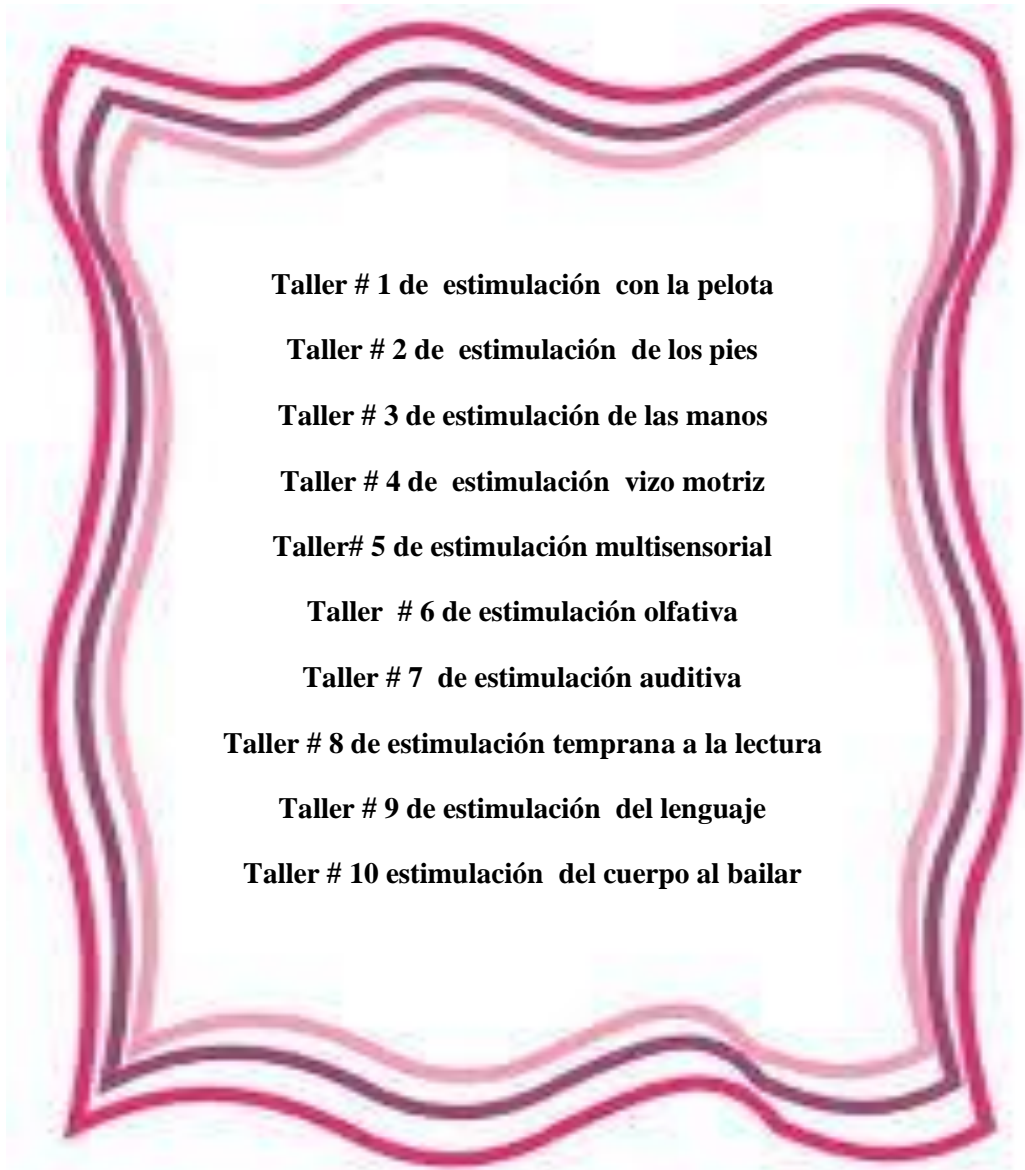 Taller # 1 de estimulación con la pelota
Taller # 2 de estimulación de los pies
Taller # 3 de estimulación de las manos
Taller # 4 de estimulación vizo motriz
Taller# 5 de estimulación multisensorial
Taller # 6 de estimulación olfativa
Taller # 7 de estimulación auditiva
Taller # 8 de estimulación temprana a la lectura
Taller # 9 de estimulación del lenguaje
Taller # 10 estimulación del cuerpo al bailar